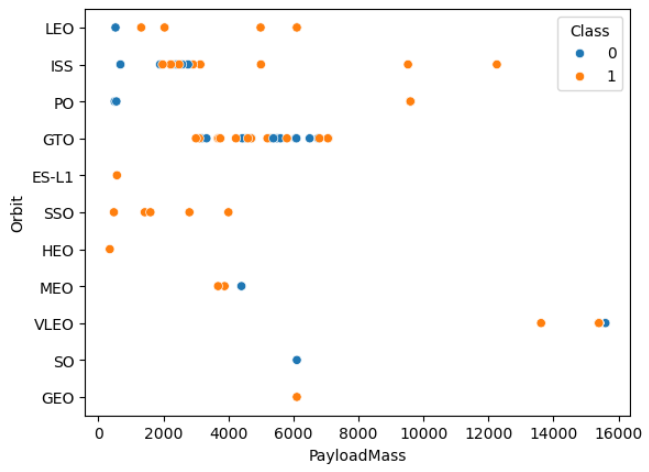 LEO
ISS
PO
GTO
ES-L1
SSO
HEO
MEO
VLEO
SO
GEO
Orbit
Class
0
1
0 2000 4000 6000 8000 10000 12000 14000 16000
PayloadMass